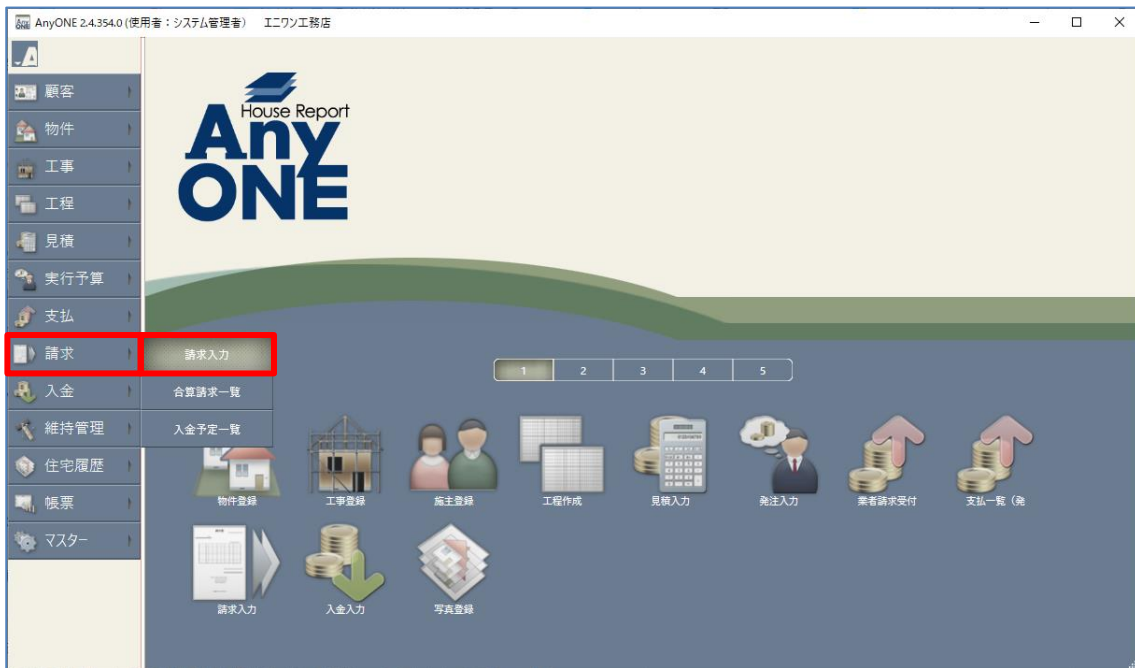 AnyONE 2.4.354.0 (使用者：システム管理者) エニワン工務店
顧客
物件
工事
工程
見積
実行予算
支払
請求
入金
維持管理
住宅履歴
帳票
マスター
請求入力
合算請求一覧
入金予定一覧
House Report
Any
ONE
1 2 3 4 5
物件登録 工事登録 施主登録 工程作成 見積入力 発注入力 業者請求受付 支払一覧（発
請求入力 入金入力 写真登録